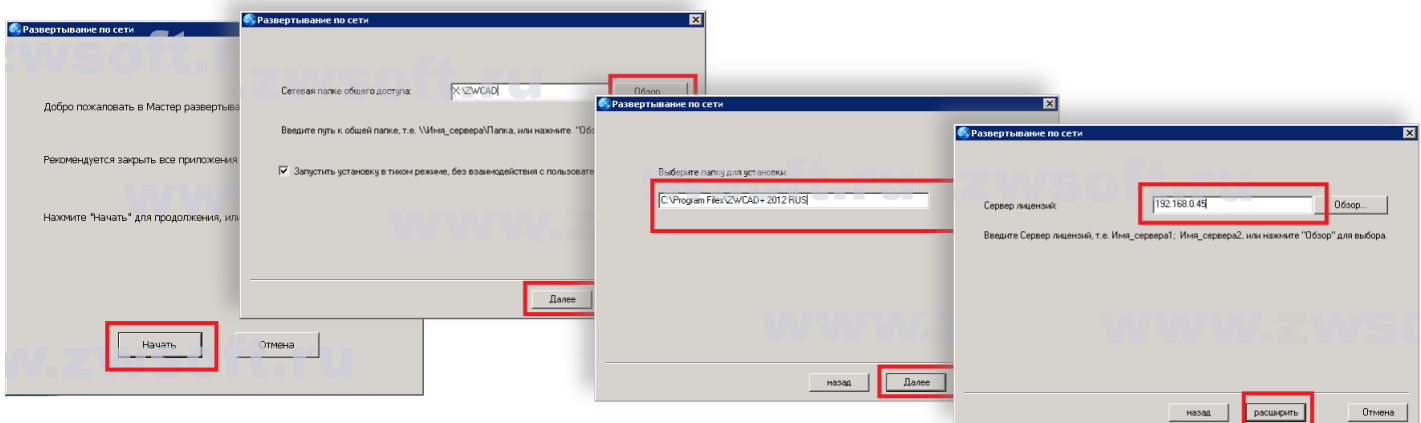 Развертывание по сети
Добро пожаловать в Мастер
Рекомендуется закрыть все приложения
Нажмите "Начать" для продолжения, или
Начать
Отмена
Развертывание по сети
Сетевая папке общего доступа:
X:\ZWCAD
Обзор
Введите путь к общей папке, т.е. \\Имя_сервера\Папка, или нажмите
Запустить установку в тихом режиме, без взаимодействия с
Далее
Развертывание по сети
Выберите папку для установки:
C:\Program Files\ZWCAD+ 2012 RUS
назад
Далее
Развертывание по сети
Сервер лицензий:
192.168.0.45
Обзор...
Введите Сервер лицензий, т.е. Имя_сервера1; Имя_сервера2, или нажмите "Обзор" для выбора.
назад
расширить
Отмена